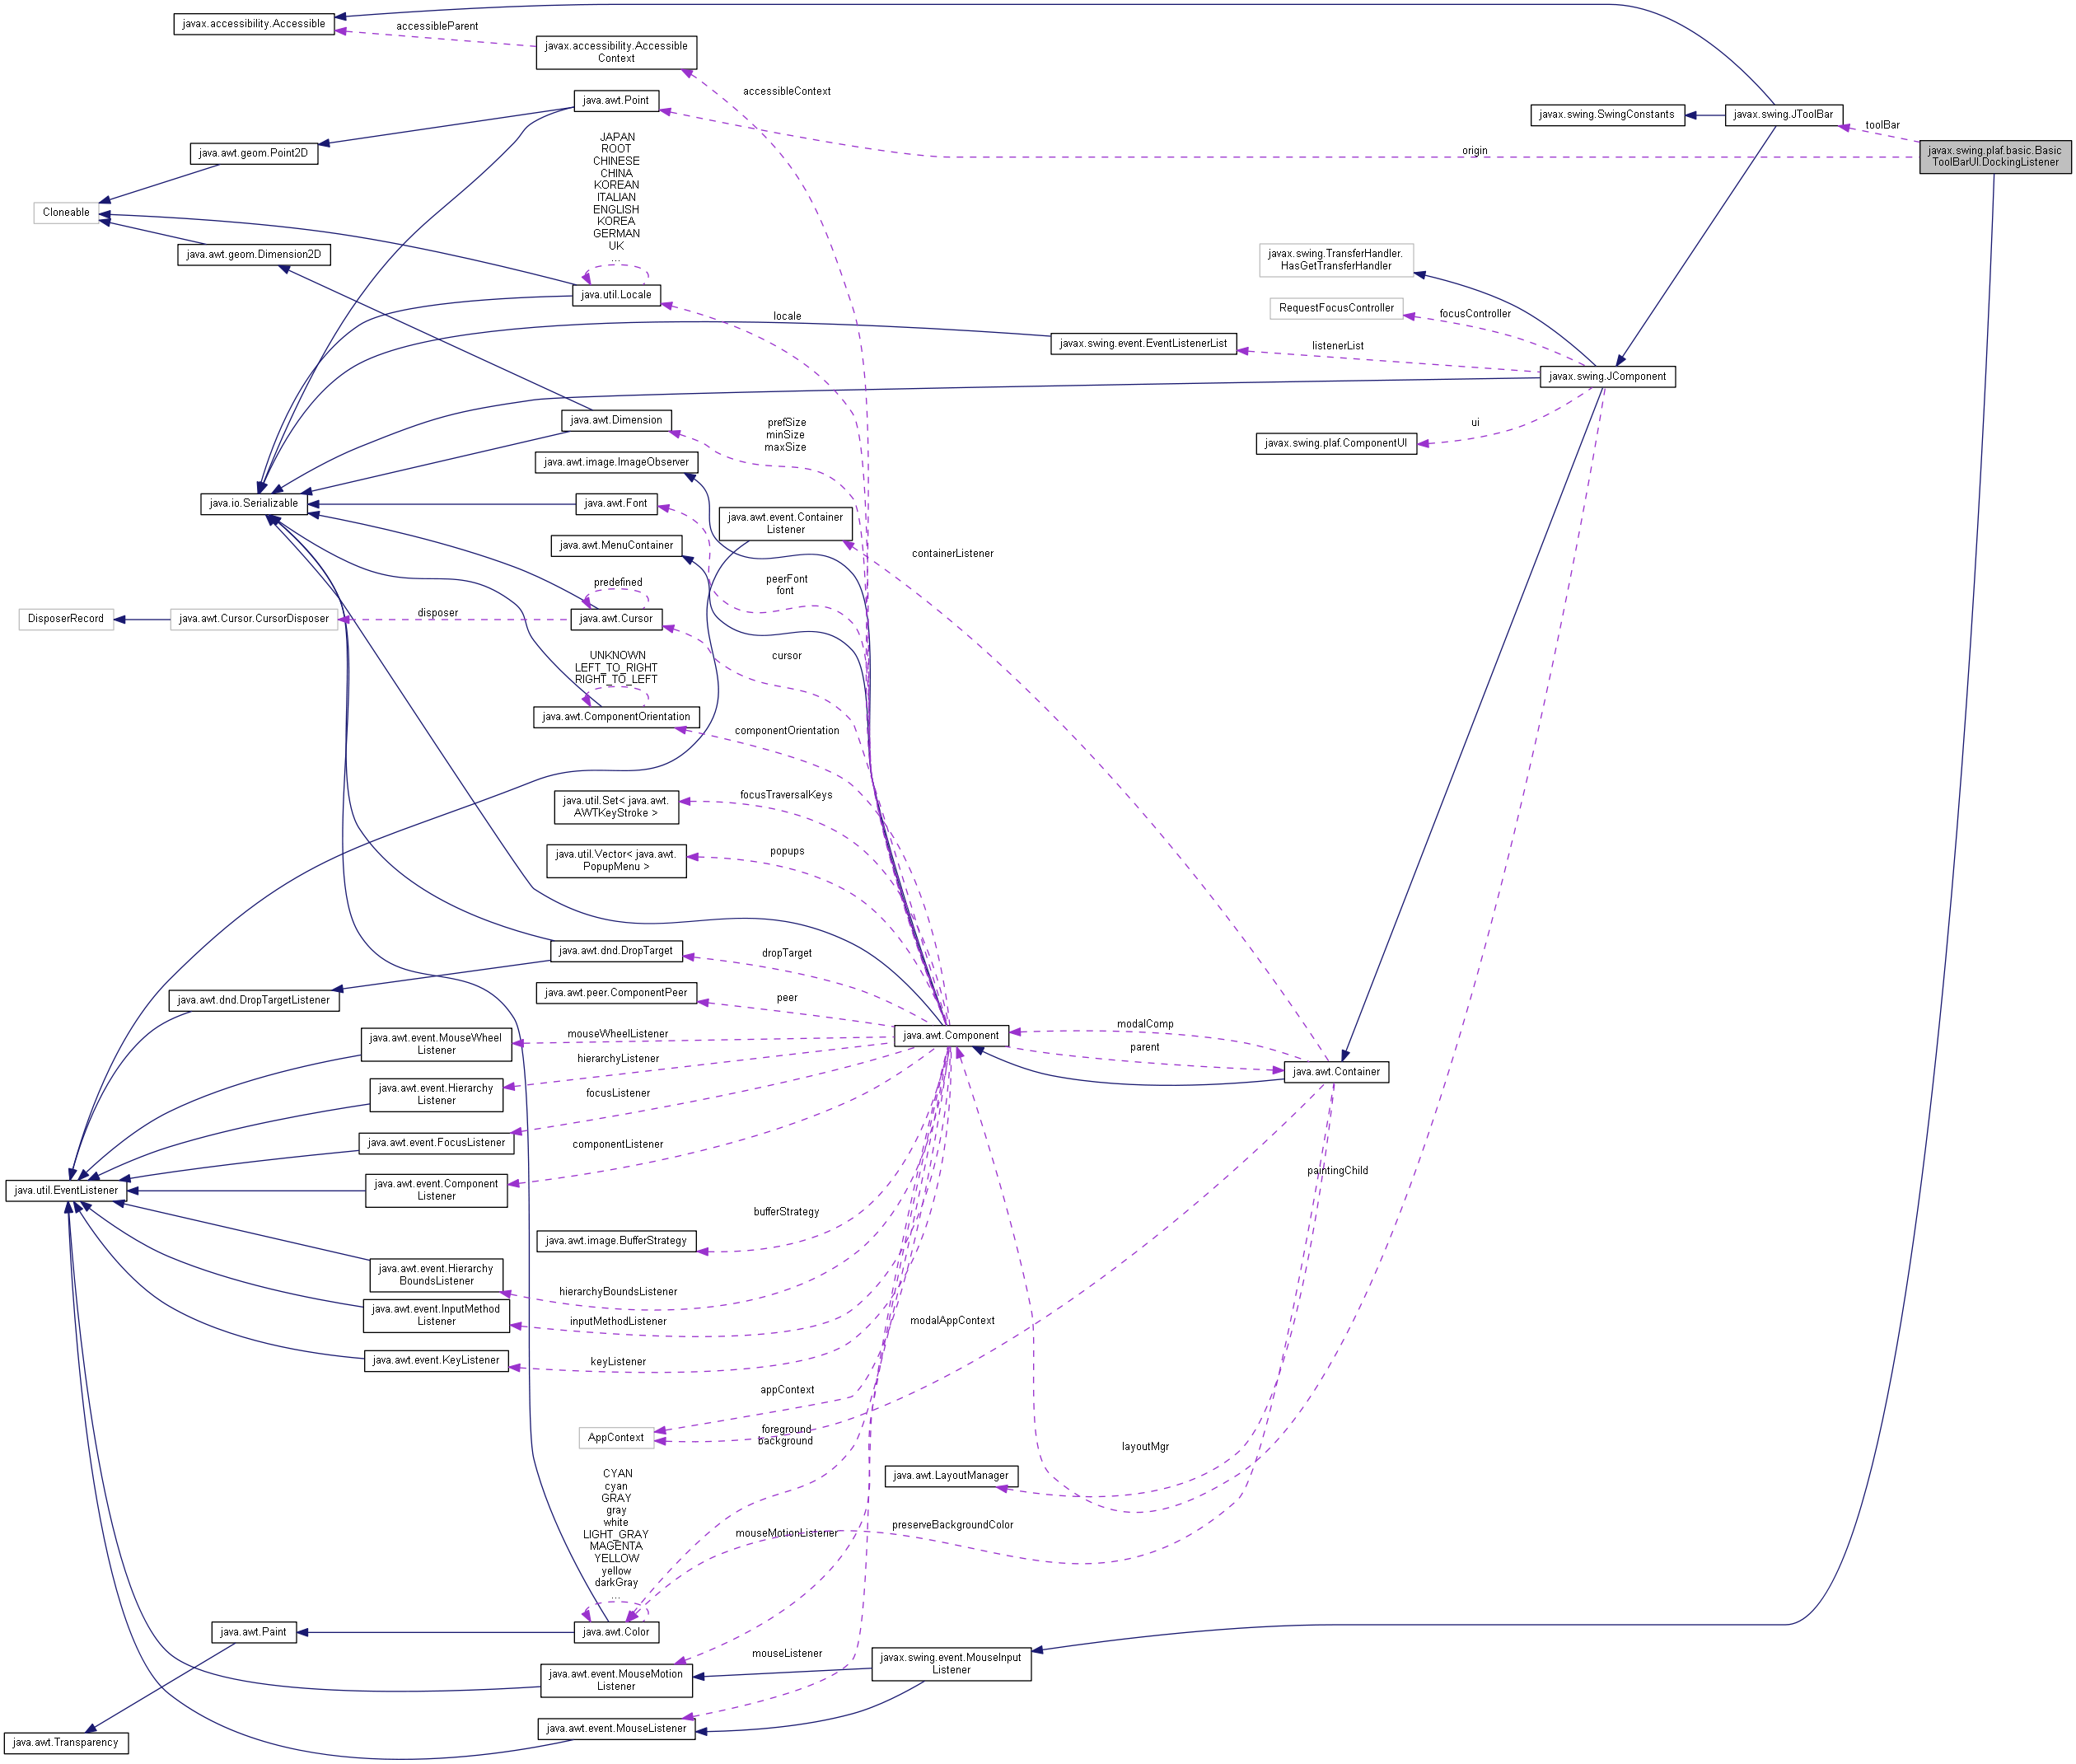 javax.accessibility.Accessible
accessibleParent
javax.accessibility.Accessible
Context
accessibleContext
java.awt.Point
javax.swing.SwingConstants
javax.swing.JToolBar
toolBar
javax.swing.plaf.basic.Basic
ToolBarUI.DockingListener
origin
java.awt.geom.Point2D
JAPAN
ROOT
CHINESE
CHINA
KOREAN
ITALIAN
ENGLISH
KOREA
GERMAN
UK
...
Cloneable
java.awt.geom.Dimension2D
javax.swing.TransferHandler.
HasGetTransferHandler
java.util.Locale
RequestFocusController
focusController
locale
javax.swing.event.EventListenerList
listenerList
javax.swing.JComponent
java.awt.Dimension
prefSize
minSize
maxSize
ui
javax.swing.plaf.ComponentUI
java.awt.image.ImageObserver
java.io.Serializable
java.awt.Font
java.awt.event.Container
Listener
java.awt.MenuContainer
containerListener
peerFont
font
predefined
disposer
DisposerRecord
java.awt.Cursor.CursorDisposer
java.awt.Cursor
cursor
UNKNOWN
LEFT_TO_RIGHT
RIGHT_TO_LEFT
java.awt.ComponentOrientation
componentOrientation
java.util.Set< java.awt.
AWTKeyStroke >
focusTraversalKeys
java.util.Vector< java.awt.
PopupMenu >
popups
java.awt.dnd.DropTarget
dropTarget
java.awt.peer.ComponentPeer
peer
java.awt.dnd.DropTargetListener
java.awt.event.MouseWheel
Listener
mouseWheelListener
java.awt.Component
modalComp
parent
java.awt.Container
hierarchyListener
java.awt.event.Hierarchy
Listener
focusListener
java.awt.event.FocusListener
componentListener
java.awt.event.Component
Listener
java.util.EventListener
paintingChild
bufferStrategy
java.awt.image.BufferStrategy
java.awt.event.Hierarchy
BoundsListener
hierarchyBoundsListener
java.awt.event.InputMethod
Listener
inputMethodListener
modalAppContext
java.awt.event.KeyListener
keyListener
appContext
AppContext
foreground
background
layoutMgr
java.awt.LayoutManager
CYAN
cyan
GRAY
gray
white
LIGHT_GRAY
MAGENTA
YELLOW
yellow
darkGray
...
mouseMotionListener
preserveBackgroundColor
java.awt.Paint
java.awt.Color
mouseListener
javax.swing.event.MouseInput
Listener
java.awt.event.MouseMotion
Listener
java.awt.event.MouseListener
java.awt.Transparency